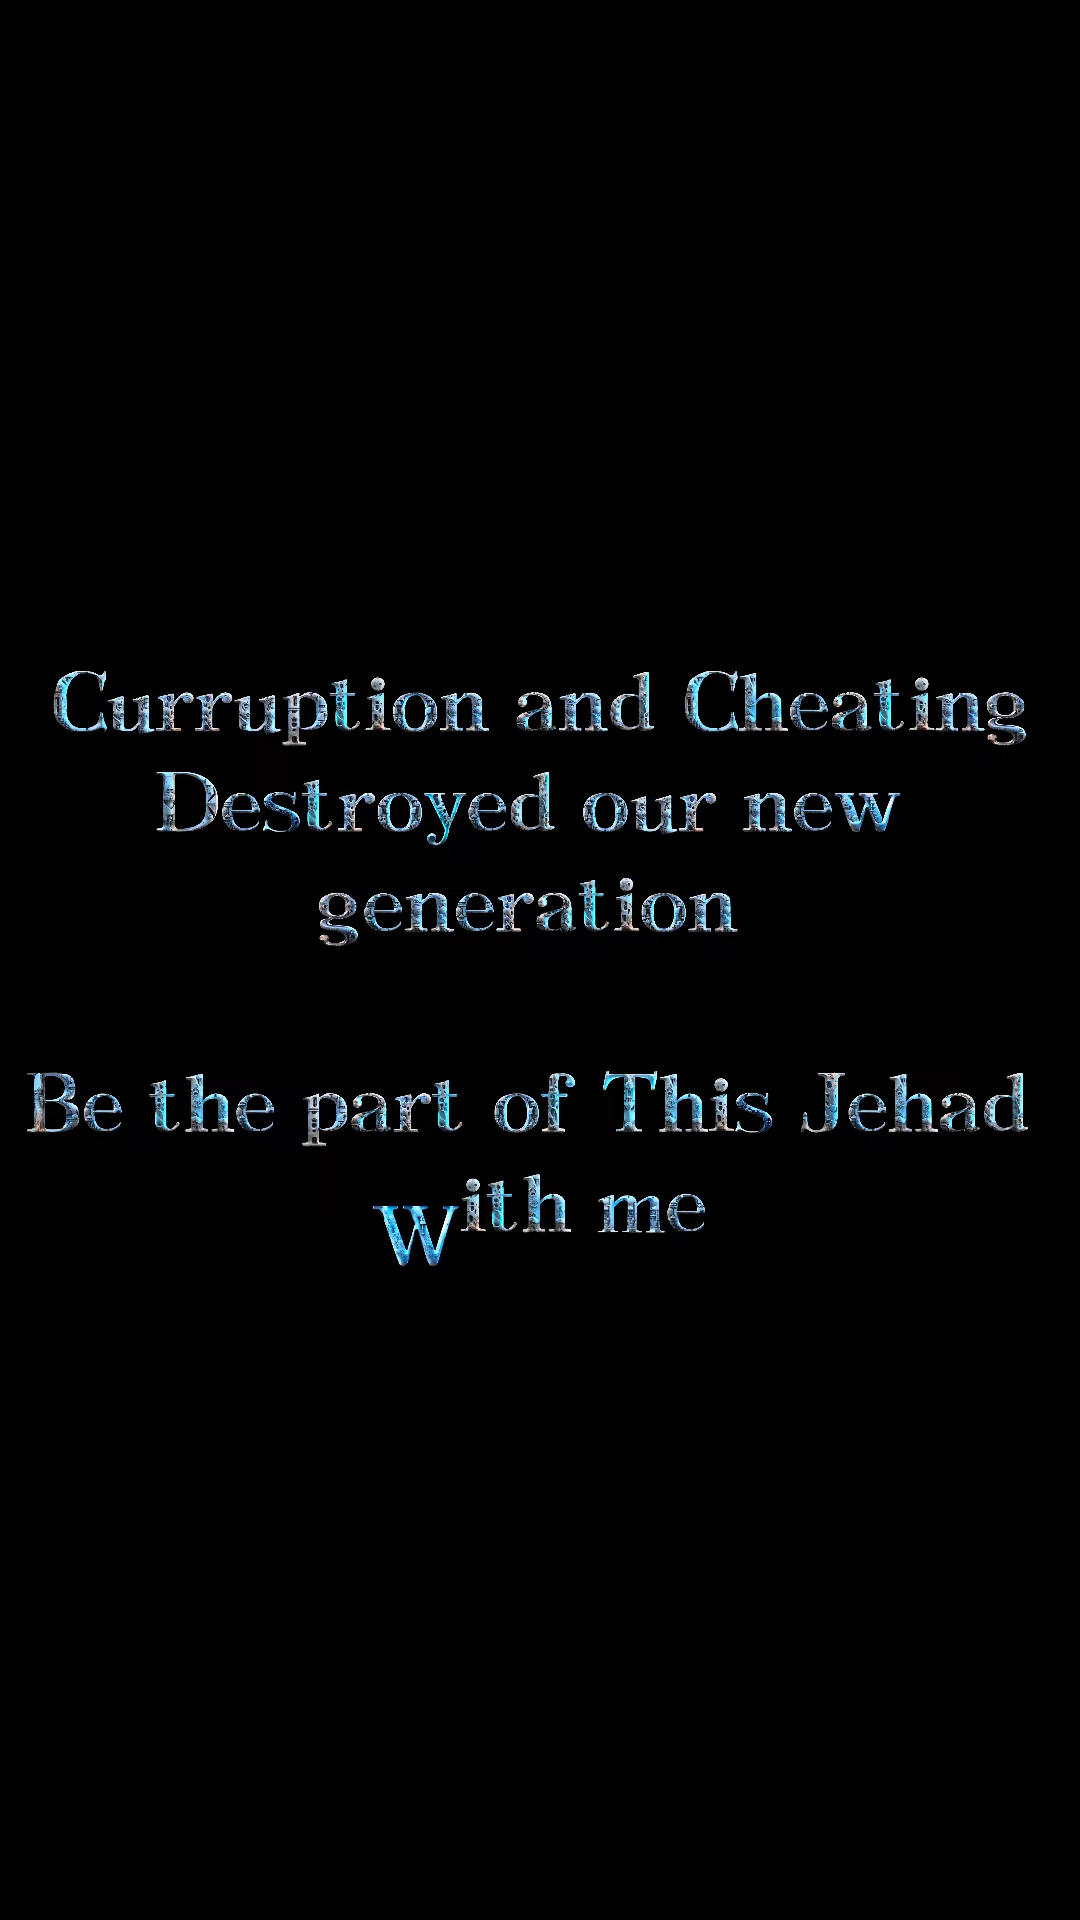 Curruption and Cheating
Destroyed our new
generation
Be the part of This Jehad
With me